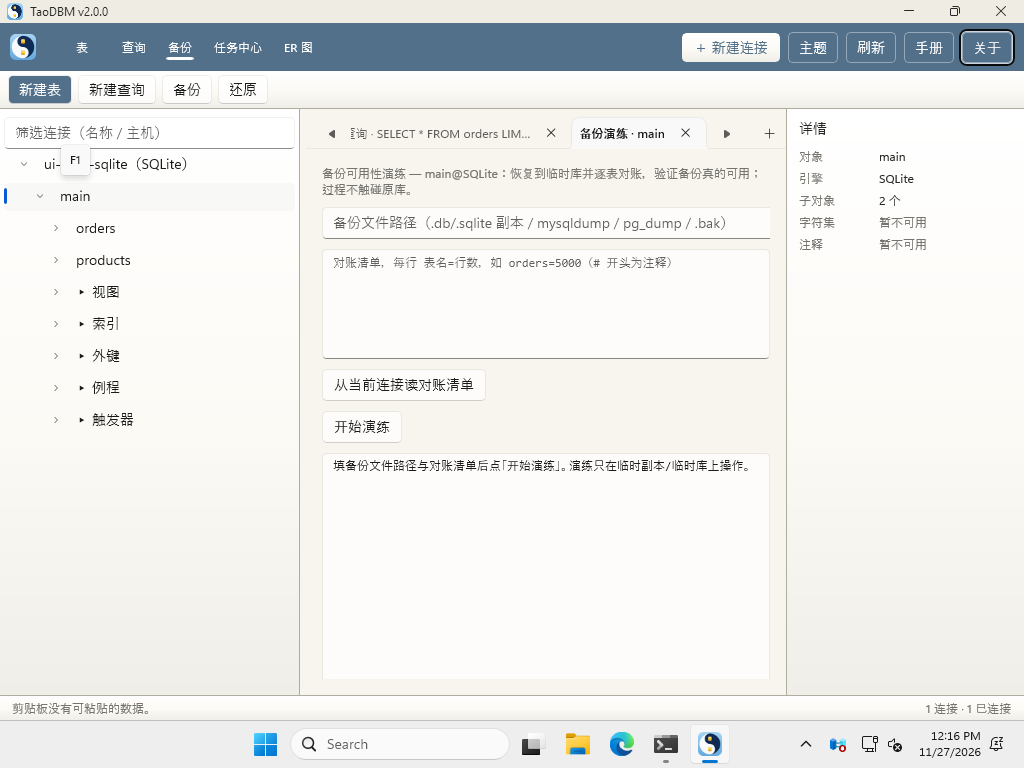 TaoDBM v2.0.0
表
查询
备份
任务中心
ER 图
+ 新建连接
主题
刷新
手册
关于
新建表
新建查询
备份
还原
筛选连接（名称 / 主机）
F1
ui- -sqlite（SQLite）
main
orders
products
视图
索引
外键
例程
触发器
询 · SELECT * FROM orders LIM...
备份演练 · main
备份可用性演练 — main@SQLite：恢复到临时库并逐表对账，验证备份真的可用；
过程不触碰原库。
备份文件路径（.db/.sqlite 副本 / mysqldump / pg_dump / .bak）
对账清单，每行 表名=行数，如 orders=5000（# 开头为注释）
从当前连接读对账清单
开始演练
填备份文件路径与对账清单后点「开始演练」。演练只在临时副本/临时库上操作。
详情
对象 main
引擎 SQLite
子对象 2 个
字符集 暂不可用
注释 暂不可用
剪贴板没有可粘贴的数据。
1 连接 · 1 已连接
Search
12:16 PM
11/27/2026